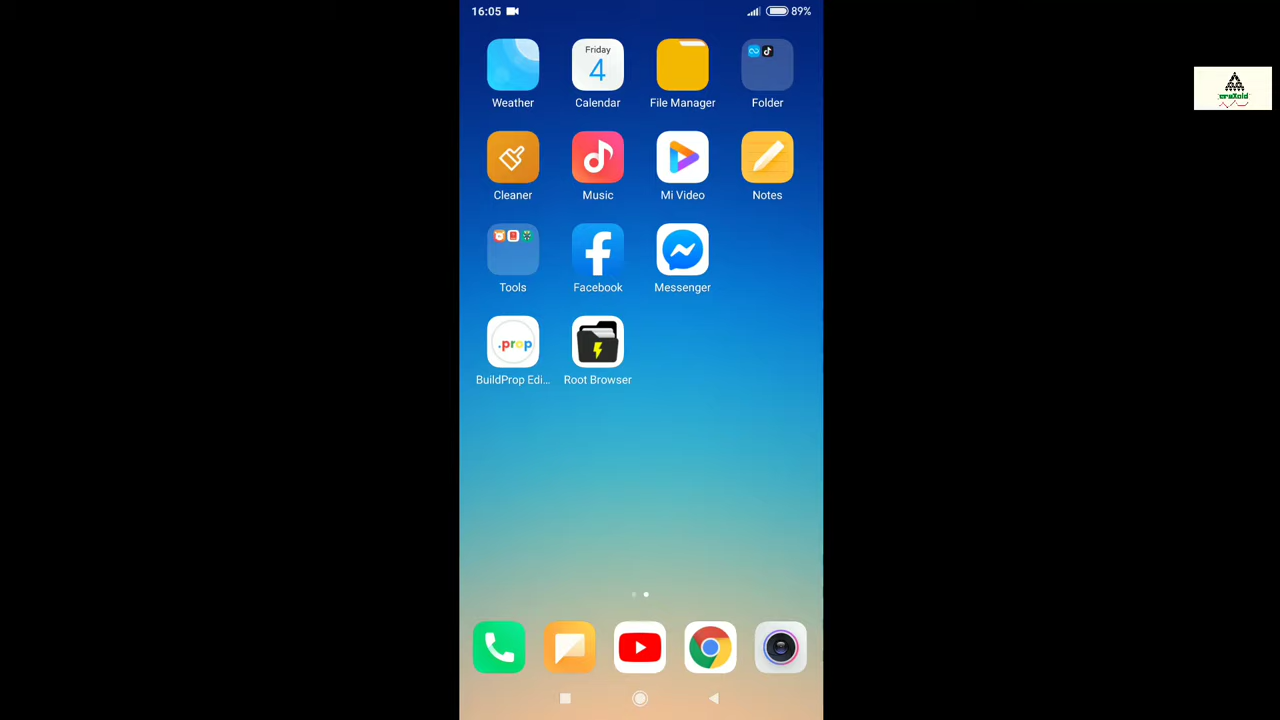 16:05
89%
Friday
4
Weather
Calendar
File Manager
Folder
Cleaner
Music
Mi Video
Notes
Tools
Facebook
Messenger
.prop
BuildProp Edi...
Root Browser